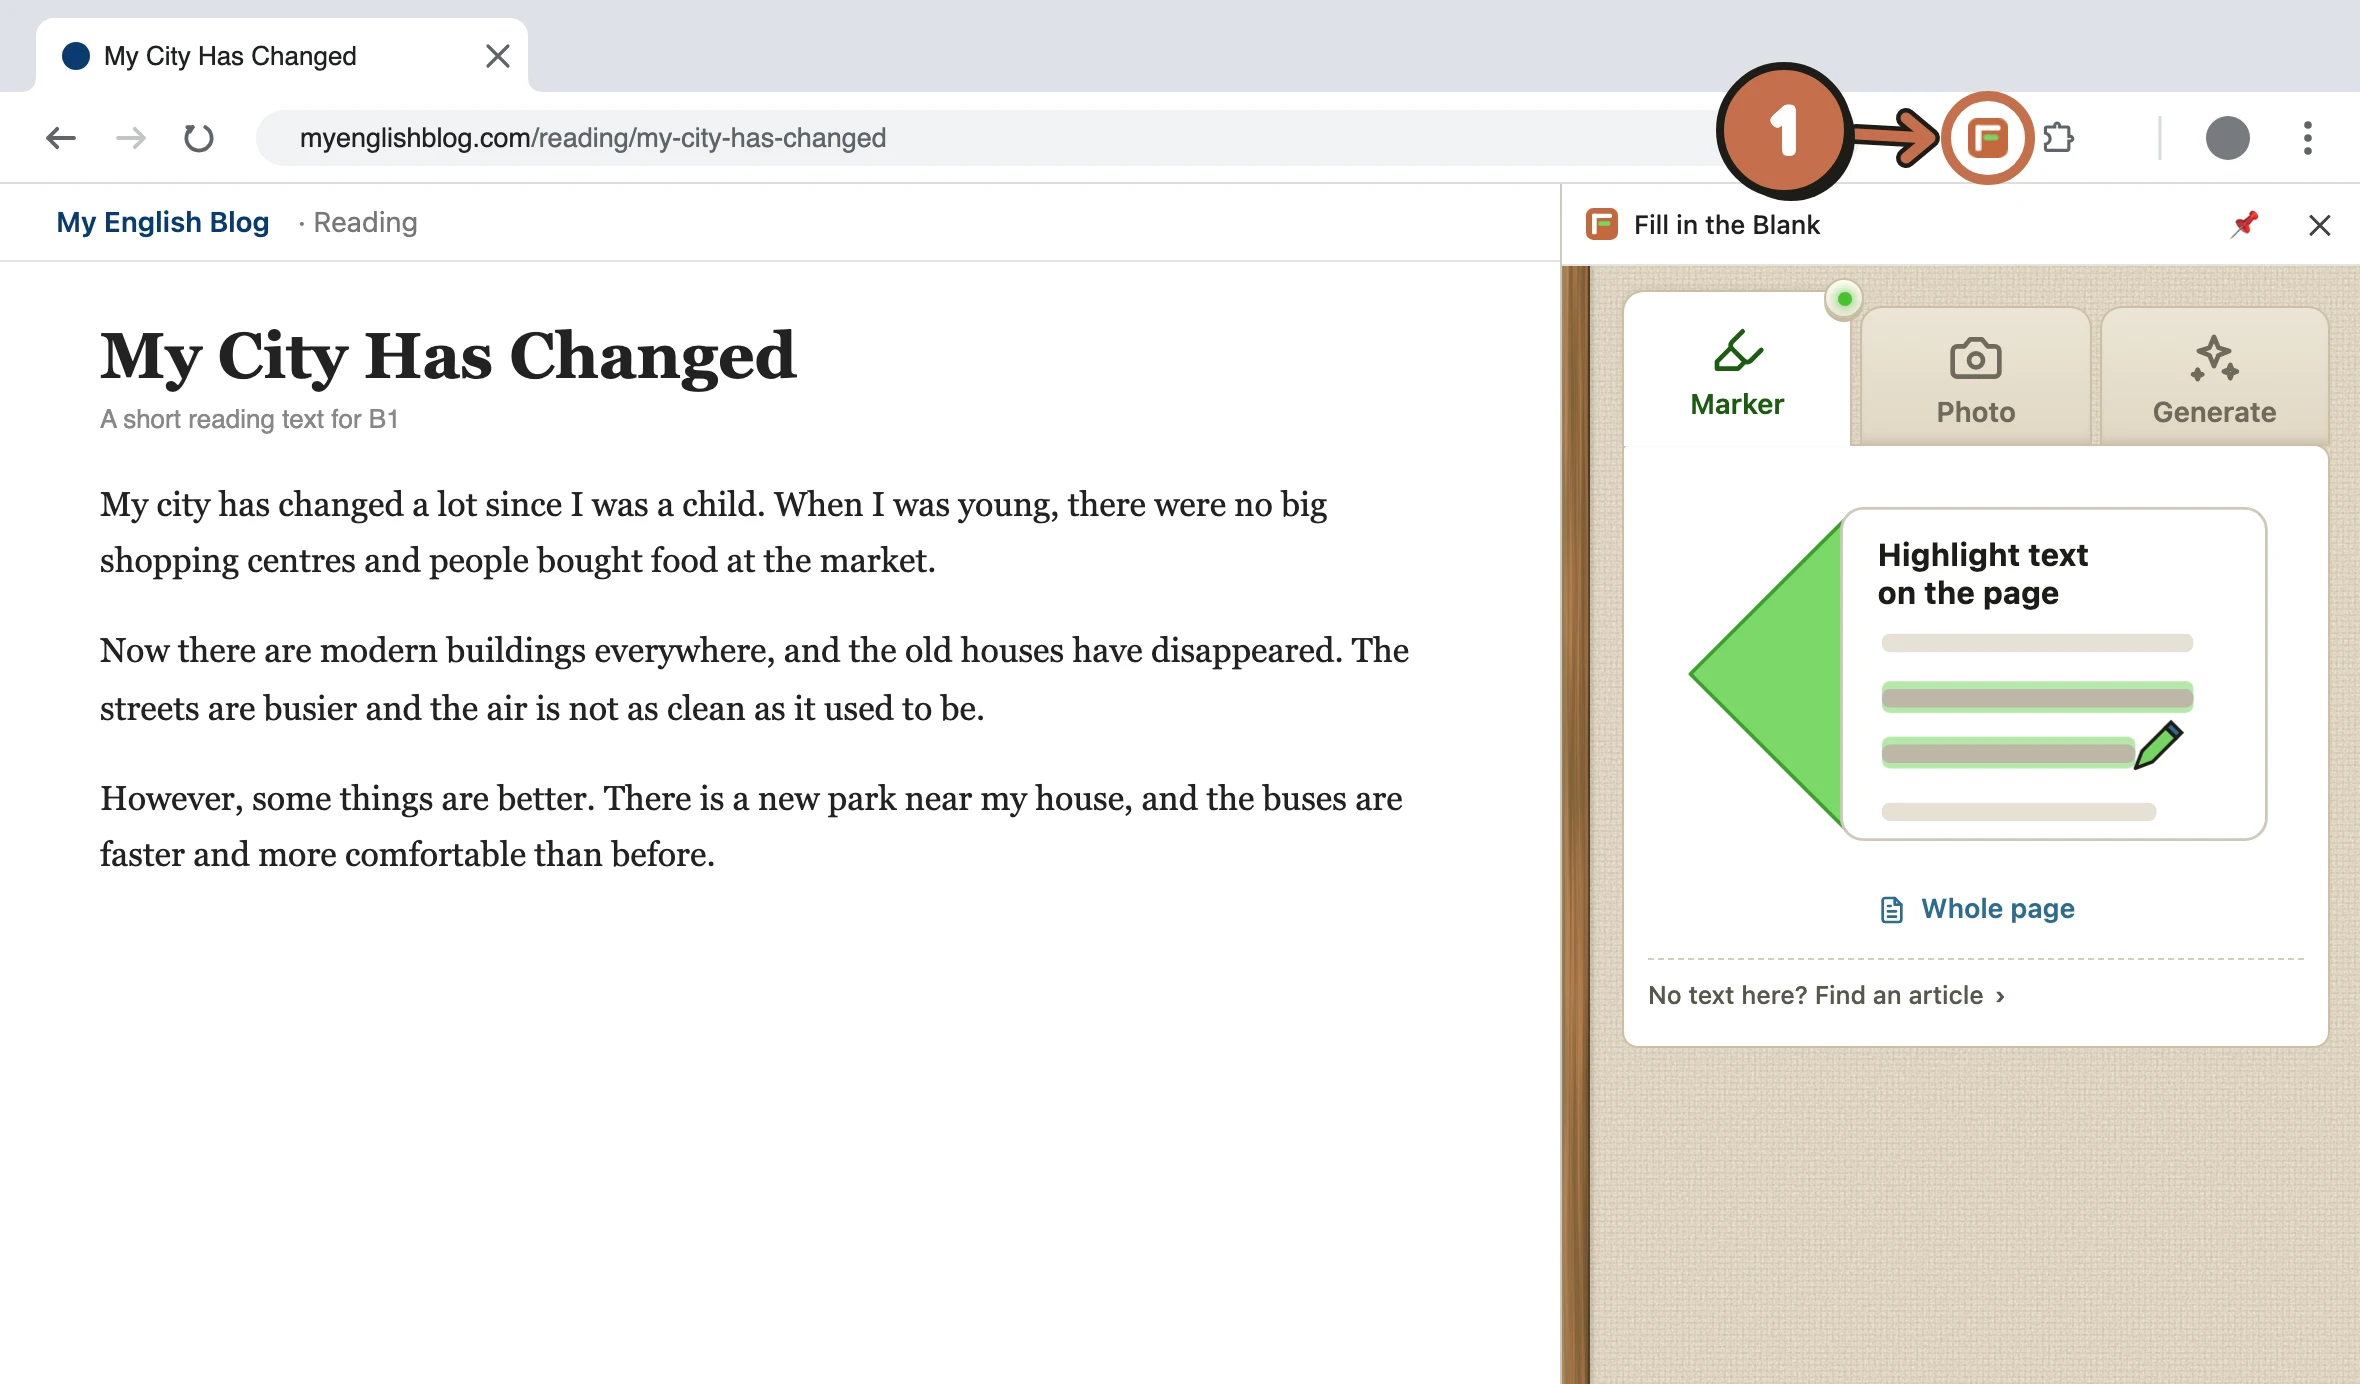 My City Has Changed
myenglishblog.com/reading/my-city-has-changed
1
My English Blog · Reading
Fill in the Blank
My City Has Changed
A short reading text for B1
My city has changed a lot since I was a child. When I was young, there were no big
shopping centres and people bought food at the market.
Now there are modern buildings everywhere, and the old houses have disappeared. The
streets are busier and the air is not as clean as it used to be.
However, some things are better. There is a new park near my house, and the buses are
faster and more comfortable than before.
Marker
Photo
Generate
Highlight text
on the page
Whole page
No text here? Find an article ›